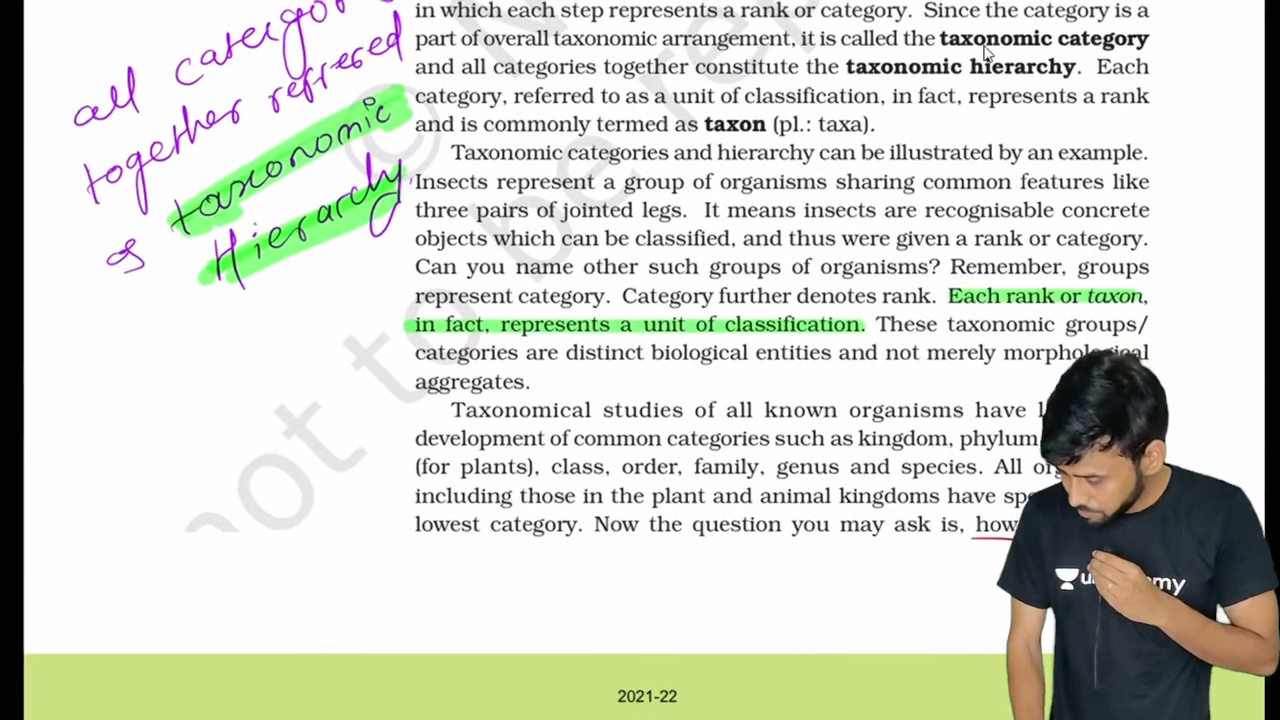 all catergor
together refrered
as taxonomic
Hierarchy
in which each step represents a rank or category. Since the category is a
part of overall taxonomic arrangement, it is called the taxonomic category
and all categories together constitute the taxonomic hierarchy. Each
category, referred to as a unit of classification, in fact, represents a rank
and is commonly termed as taxon (pl.: taxa).
Taxonomic categories and hierarchy can be illustrated by an example.
Insects represent a group of organisms sharing common features like
three pairs of jointed legs. It means insects are recognisable concrete
objects which can be classified, and thus were given a rank or category.
Can you name other such groups of organisms? Remember, groups
represent category. Category further denotes rank. Each rank or taxon,
in fact, represents a unit of classification. These taxonomic groups/
categories are distinct biological entities and not merely morphological
aggregates.
Taxonomical studies of all known organisms have
development of common categories such as kingdom, phylum
(for plants), class, order, family, genus and species. All
including those in the plant and animal kingdoms have
lowest category. Now the question you may ask is, how
not to be rep
©
2021-22